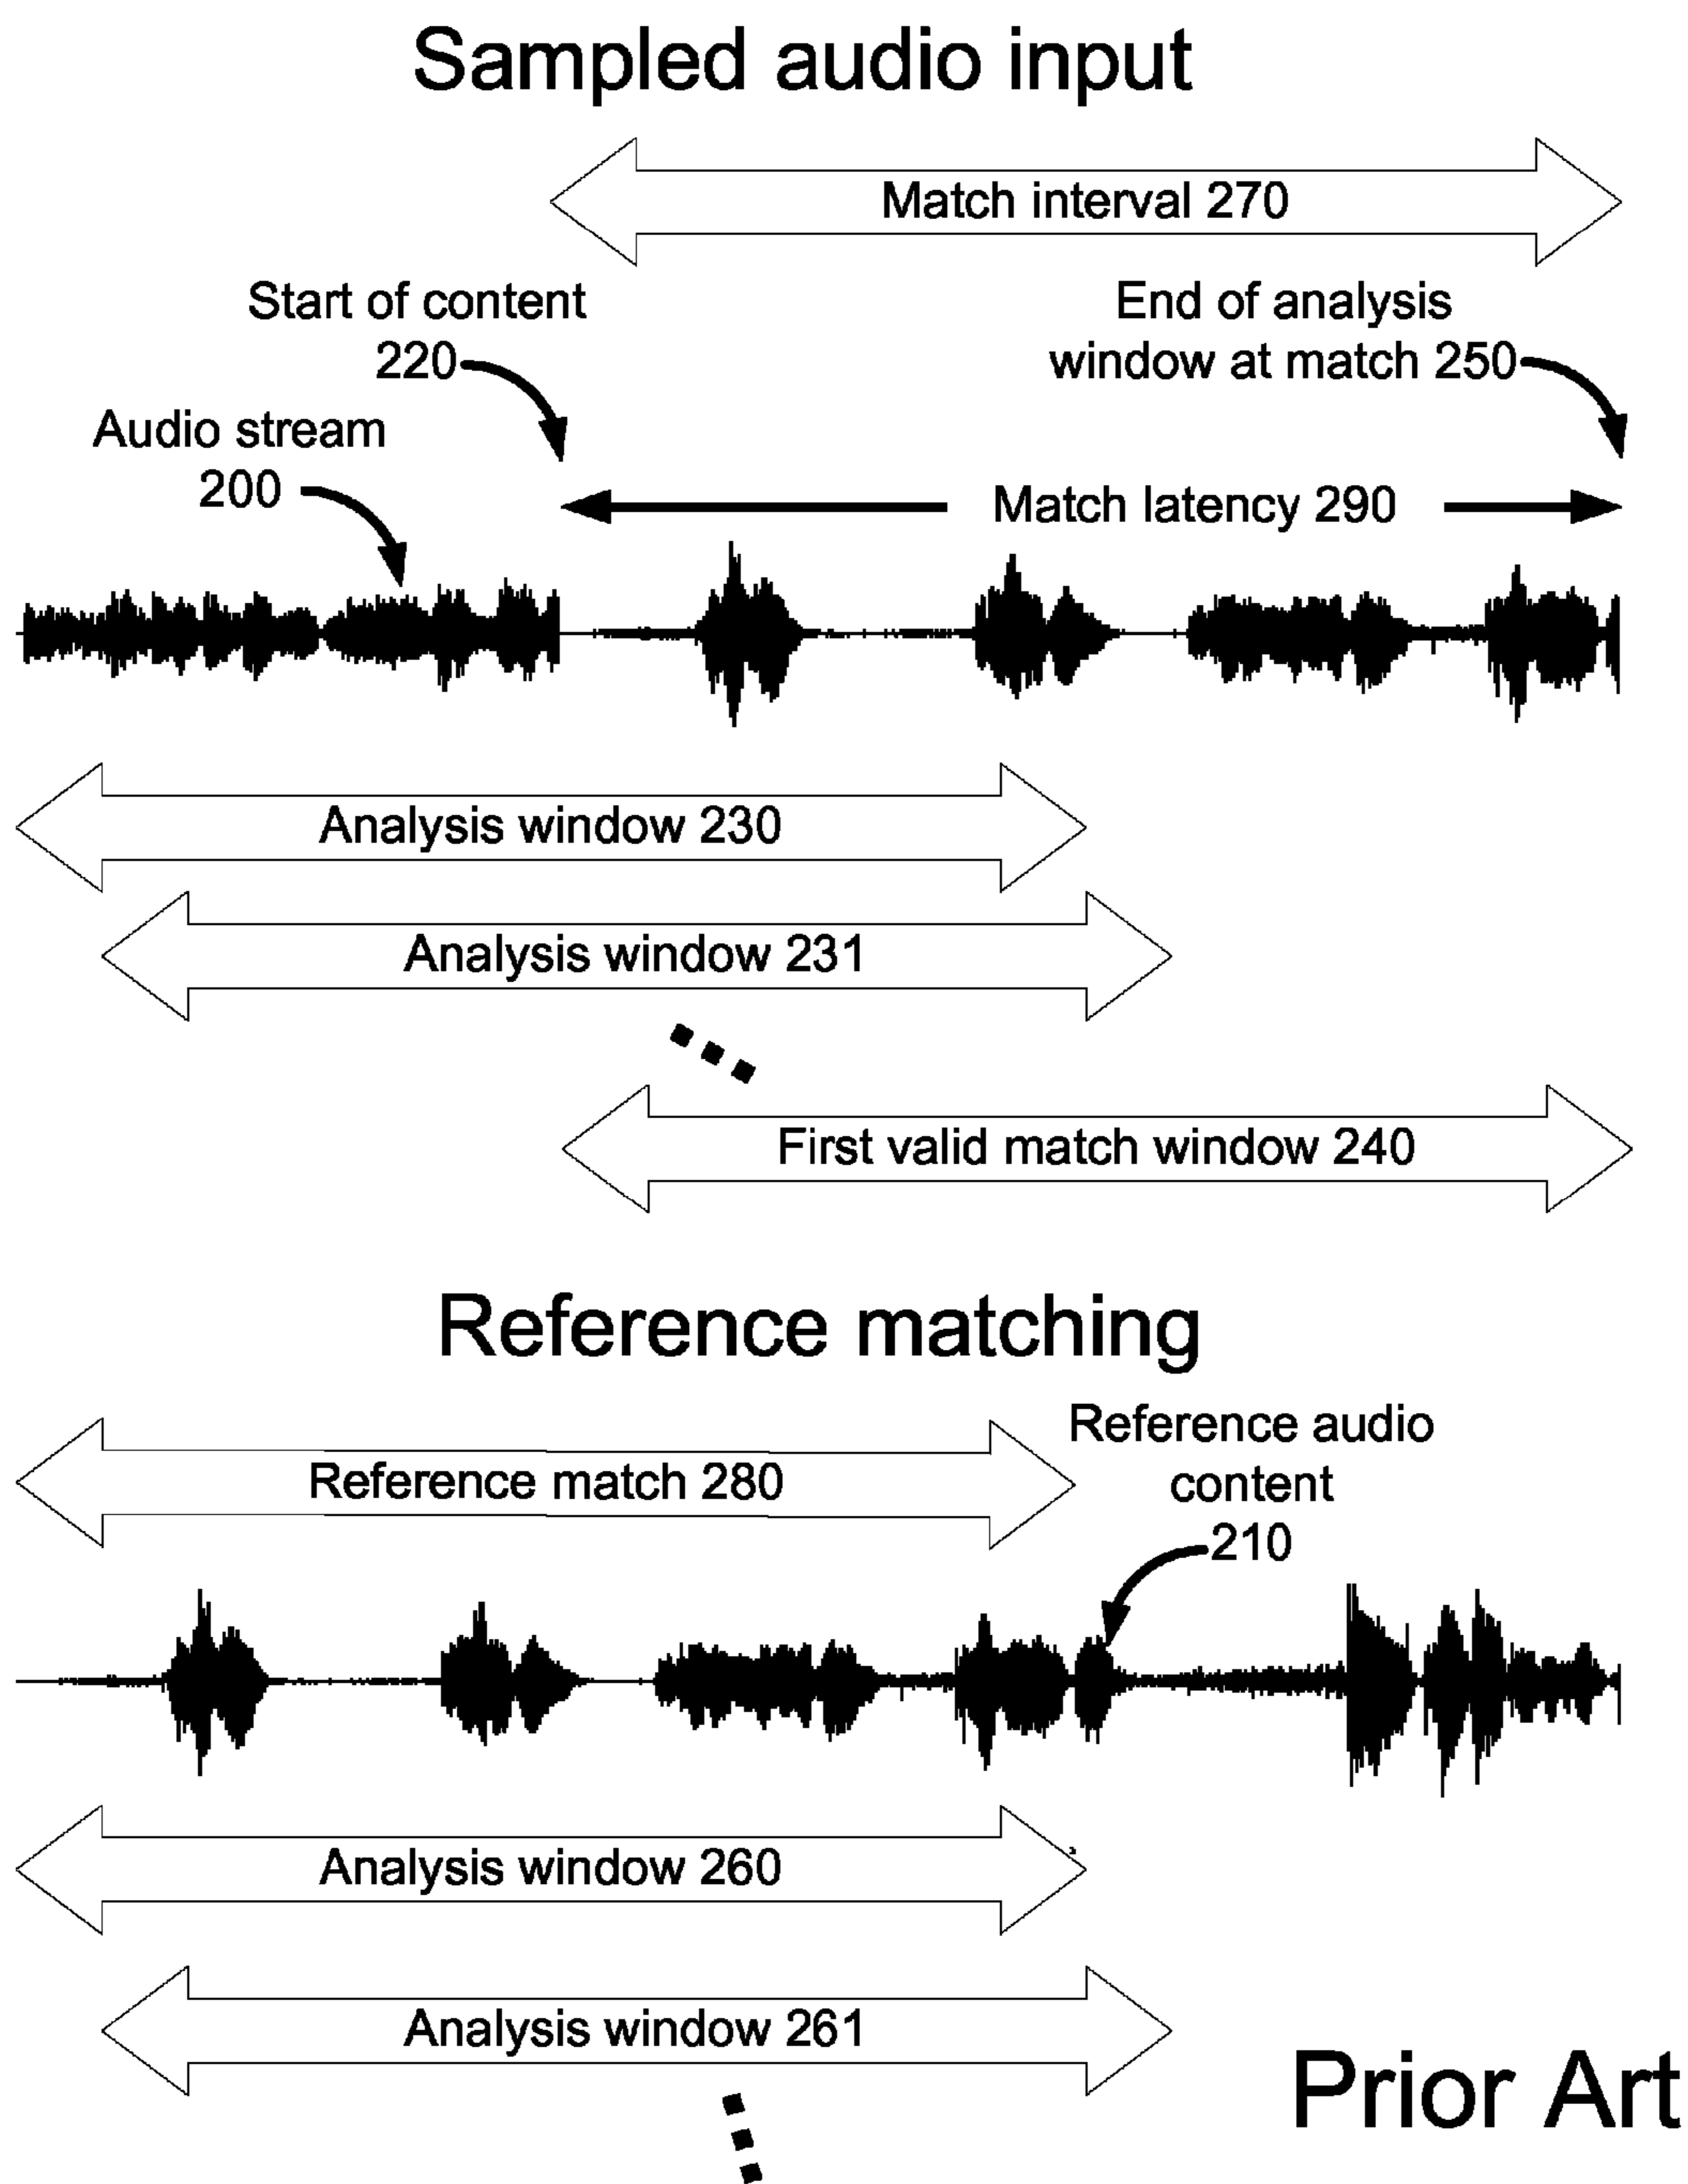 Sampled audio input
Match interval 270
Start of content
220
End of analysis
window at match 250
Audio stream
200
Match latency 290
Analysis window 230
Analysis window 231
First valid match window 240
Reference matching
Reference match 280
Reference audio
content
210
Analysis window 260
Analysis window 261
Prior Art